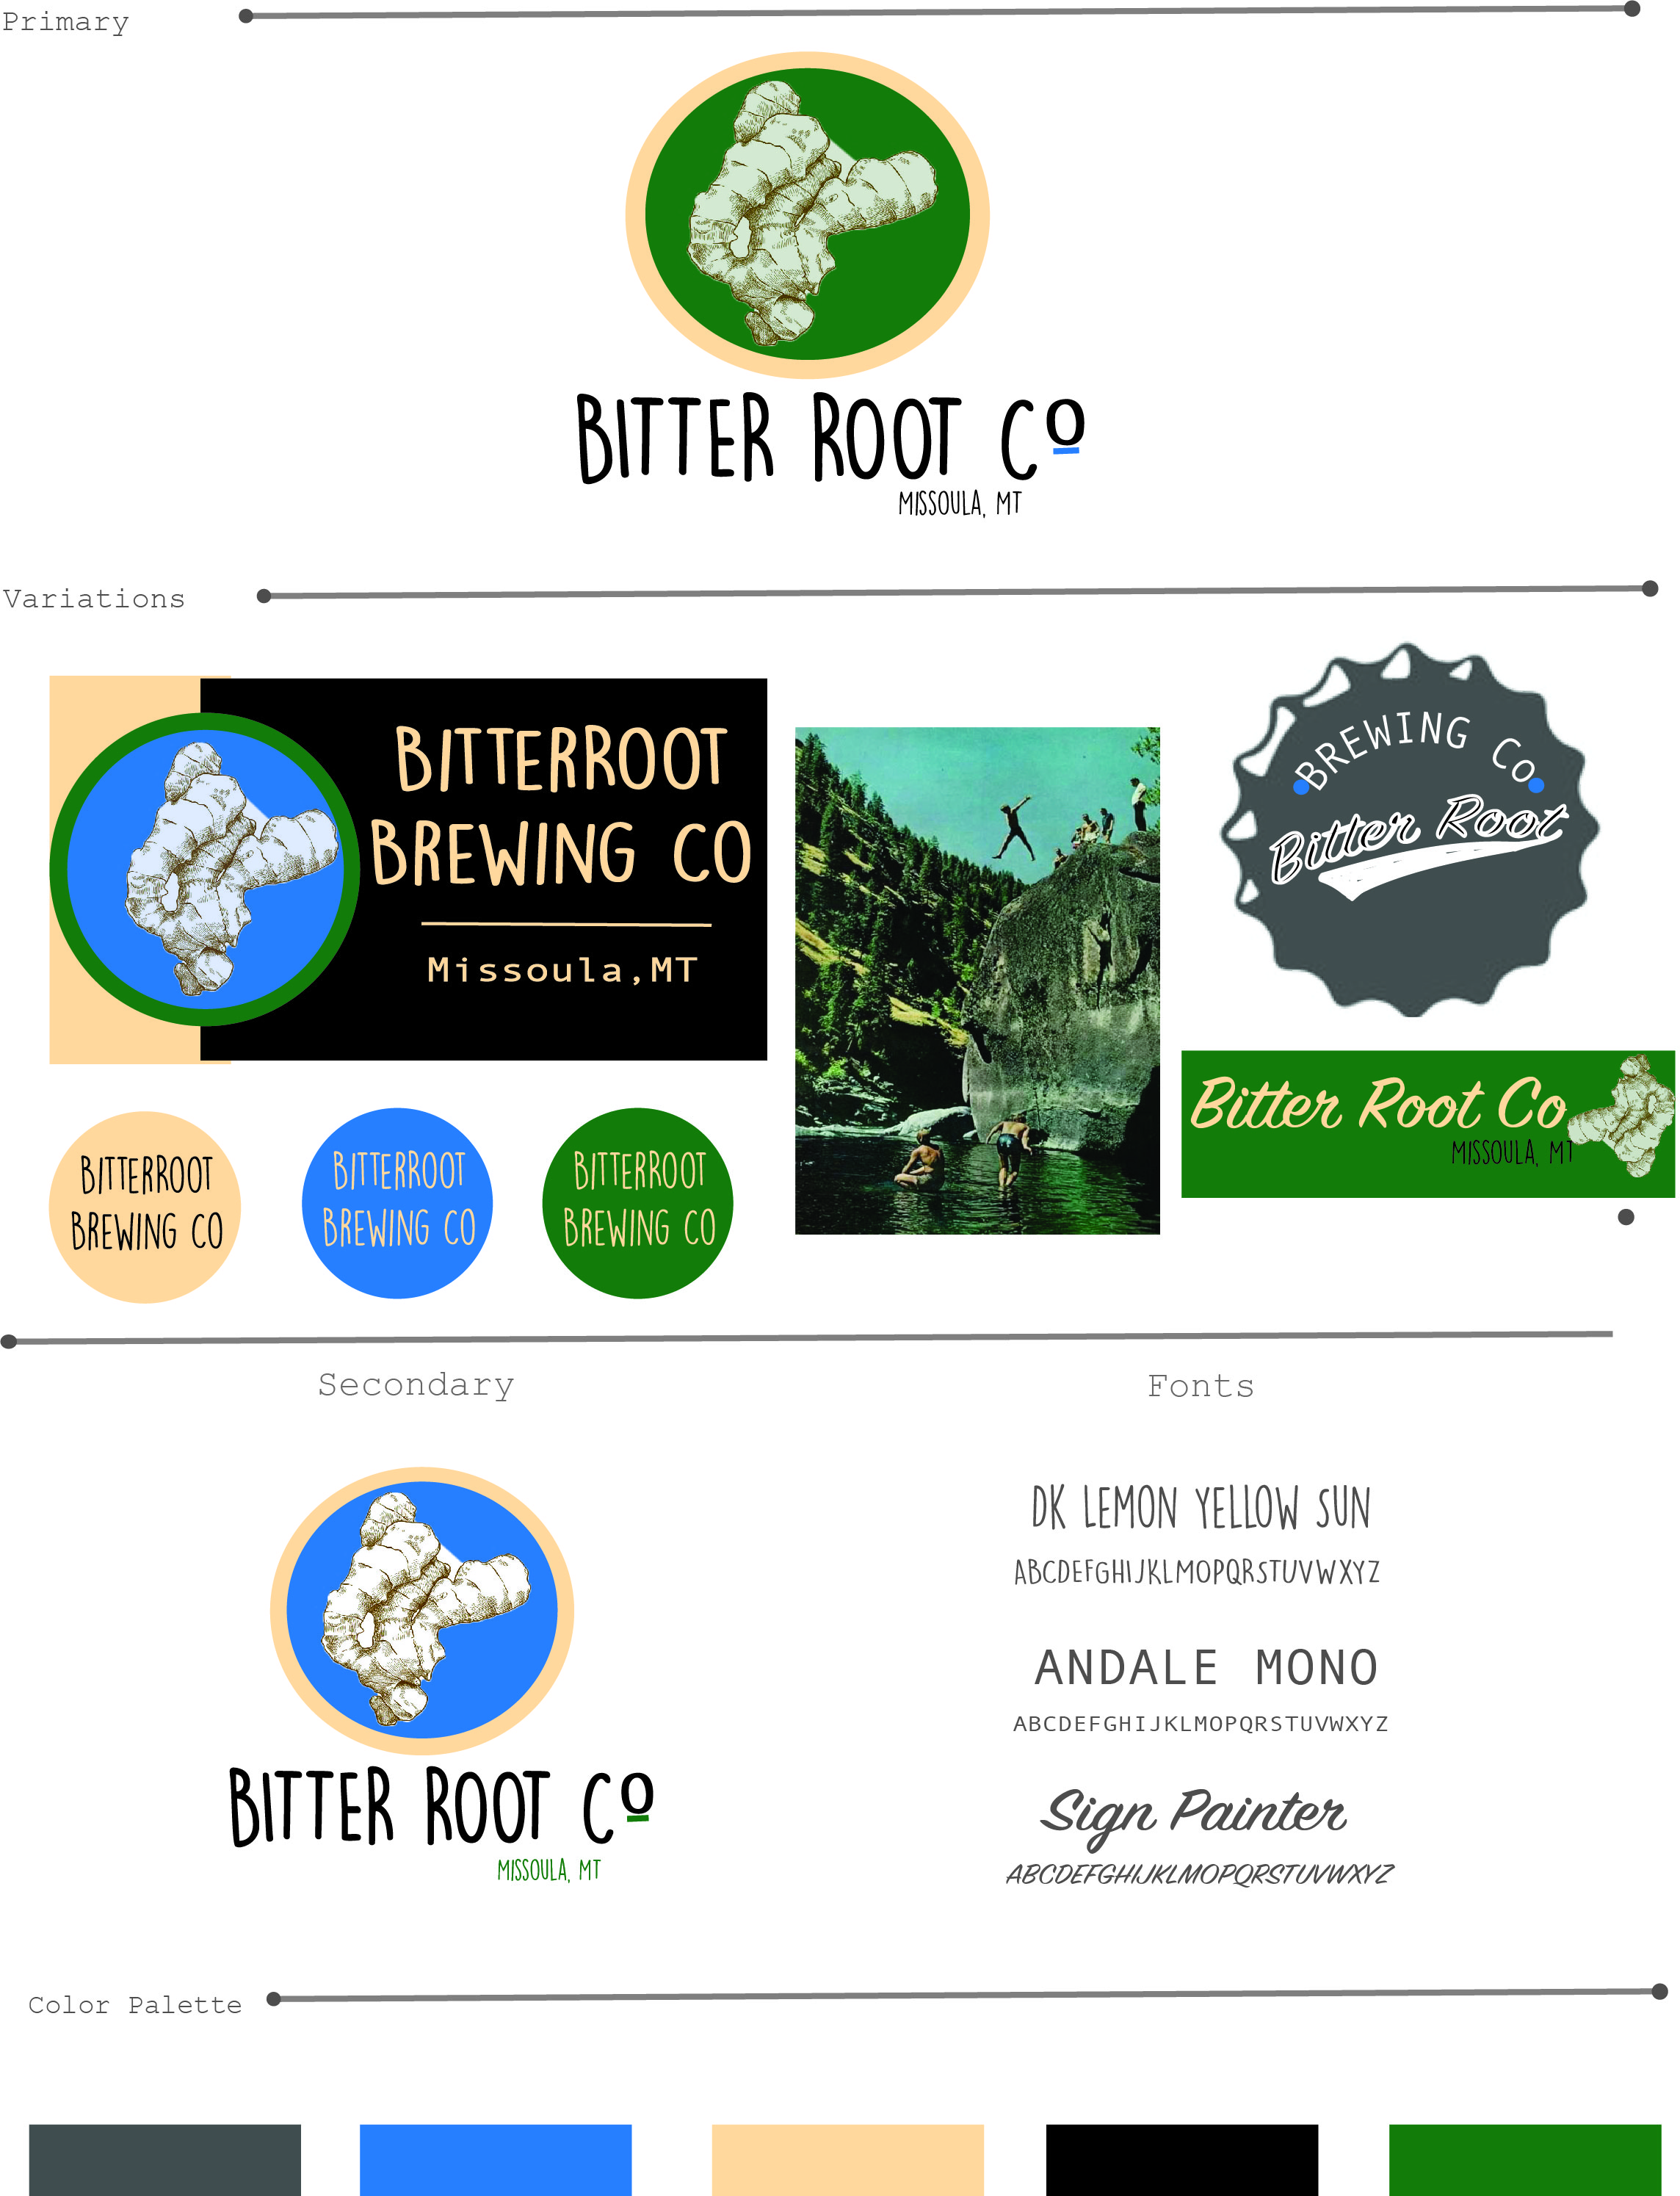 Primary
BITTER ROOT Cº
MISSOULA, MT
Variations
BITTERROOT
BREWING CO
Missoula,MT
BREWING CO
Bitter Root
Bitter Root Co
MISSOULA, MT
BITTERROOT
BREWING CO
BITTERROOT
BREWING CO
BITTERROOT
BREWING CO
Secondary
BITTER ROOT Cº
MISSOULA, MT
Fonts
DK LEMON YELLOW SUN
ABCDEFGHIJKLMOPQRSTUVWXYZ
ANDALE MONO
ABCDEFGHIJKLMOPQRSTUVWXYZ
Sign Painter
ABCDEFGHIJKLMOPQRSTUVWXYZ
Color Palette